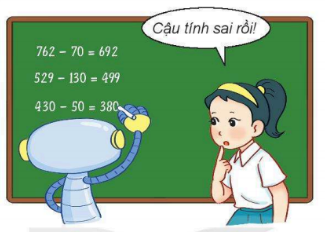 Cậu tính sai rồi!
762 – 70 = 692
529 – 130 = 499
430 – 50 = 380